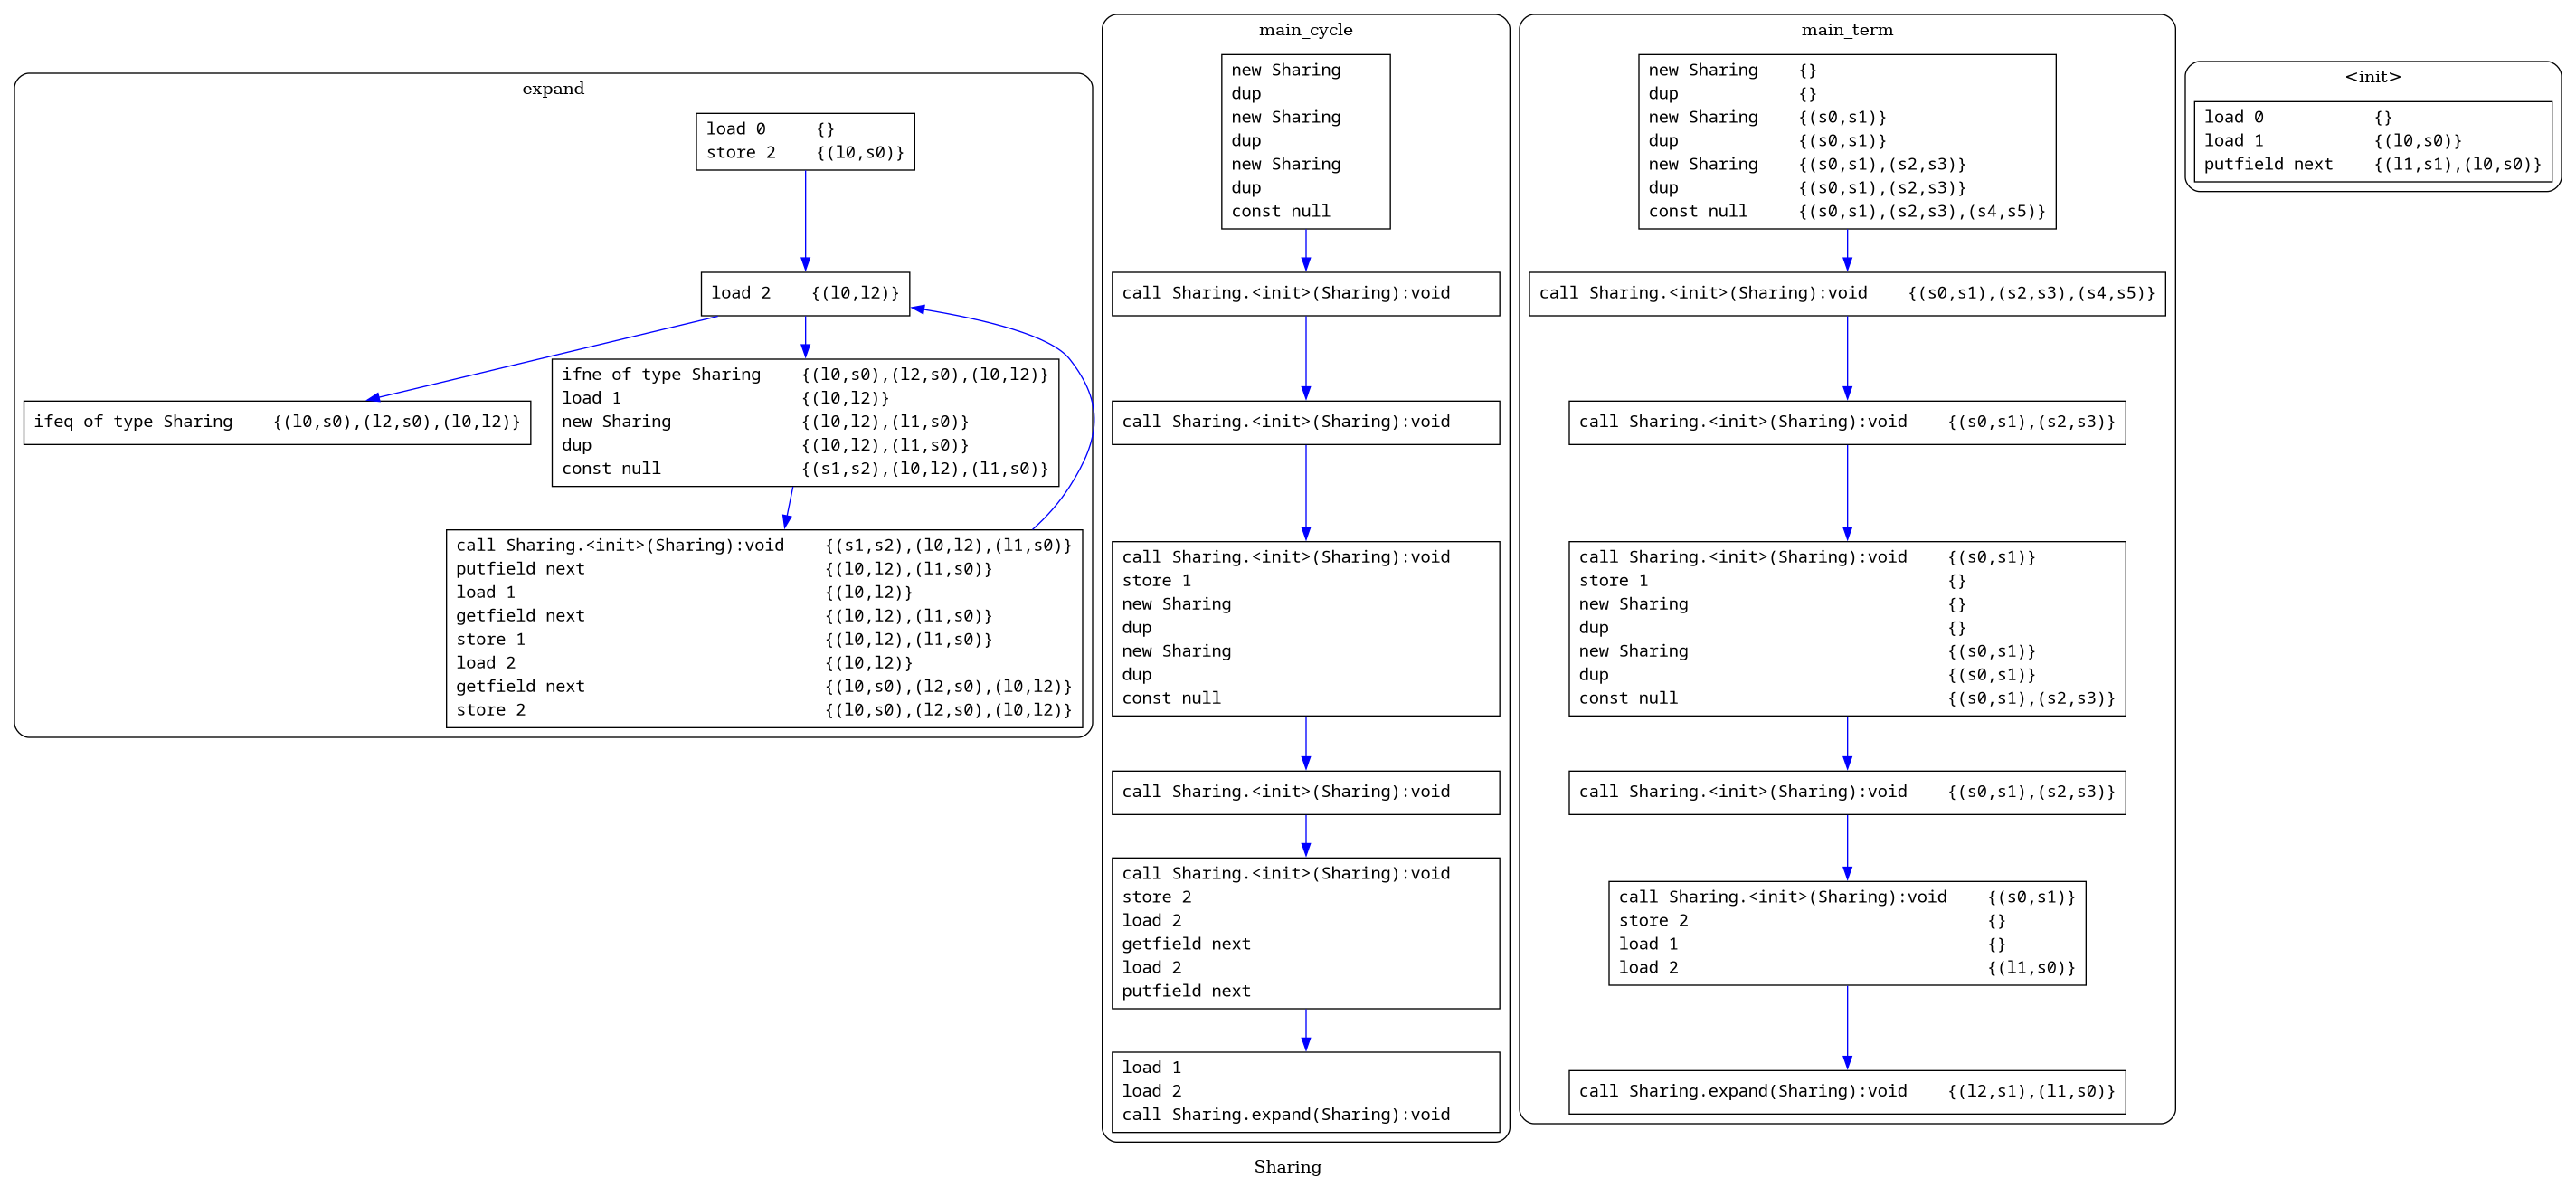 expand
load 0     {}
store 2    {(l0,s0)}
load 2    {(l0,l2)}
ifeq of type Sharing    {(l0,s0),(l2,s0),(l0,l2)}
ifne of type Sharing    {(l0,s0),(l2,s0),(l0,l2)}
load 1                  {(l0,l2)}
new Sharing             {(l0,l2),(l1,s0)}
dup                     {(l0,l2),(l1,s0)}
const null              {(s1,s2),(l0,l2),(l1,s0)}
call Sharing.<init>(Sharing):void    {(s1,s2),(l0,l2),(l1,s0)}
putfield next                        {(l0,l2),(l1,s0)}
load 1                               {(l0,l2)}
getfield next                        {(l0,l2),(l1,s0)}
store 1                              {(l0,l2),(l1,s0)}
load 2                               {(l0,l2)}
getfield next                        {(l0,s0),(l2,s0),(l0,l2)}
store 2                              {(l0,s0),(l2,s0),(l0,l2)}
main_cycle
new Sharing
dup
new Sharing
dup
new Sharing
dup
const null
call Sharing.<init>(Sharing):void
call Sharing.<init>(Sharing):void
call Sharing.<init>(Sharing):void
store 1
new Sharing
dup
new Sharing
dup
const null
call Sharing.<init>(Sharing):void
call Sharing.<init>(Sharing):void
store 2
load 2
getfield next
load 2
putfield next
load 1
load 2
call Sharing.expand(Sharing):void
main_term
new Sharing    {}
dup            {}
new Sharing    {(s0,s1)}
dup            {(s0,s1)}
new Sharing    {(s0,s1),(s2,s3)}
dup            {(s0,s1),(s2,s3)}
const null     {(s0,s1),(s2,s3),(s4,s5)}
call Sharing.<init>(Sharing):void    {(s0,s1),(s2,s3),(s4,s5)}
call Sharing.<init>(Sharing):void    {(s0,s1),(s2,s3)}
call Sharing.<init>(Sharing):void    {(s0,s1)}
store 1                              {}
new Sharing                          {}
dup                                  {}
new Sharing                          {(s0,s1)}
dup                                  {(s0,s1)}
const null                           {(s0,s1),(s2,s3)}
call Sharing.<init>(Sharing):void    {(s0,s1),(s2,s3)}
call Sharing.<init>(Sharing):void    {(s0,s1)}
store 2                              {}
load 1                               {}
load 2                               {(l1,s0)}
call Sharing.expand(Sharing):void    {(l2,s1),(l1,s0)}
<init>
load 0           {}
load 1           {(l0,s0)}
putfield next    {(l1,s1),(l0,s0)}
Sharing